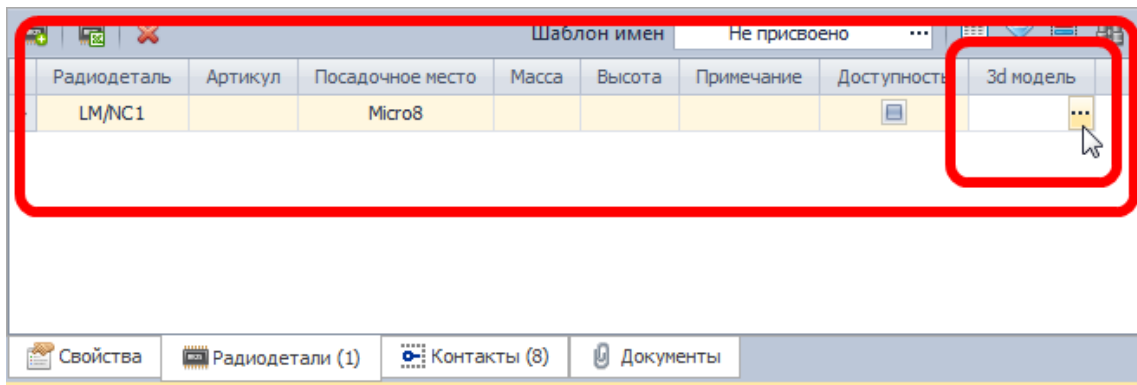 Шаблон имен Не присвоено ...
Радиодеталь Артикул Посадочное место Масса Высота Примечание Доступность 3d модель
LM/NC1 Micro8 ...
Свойства Радиодетали (1) Контакты (8) Документы